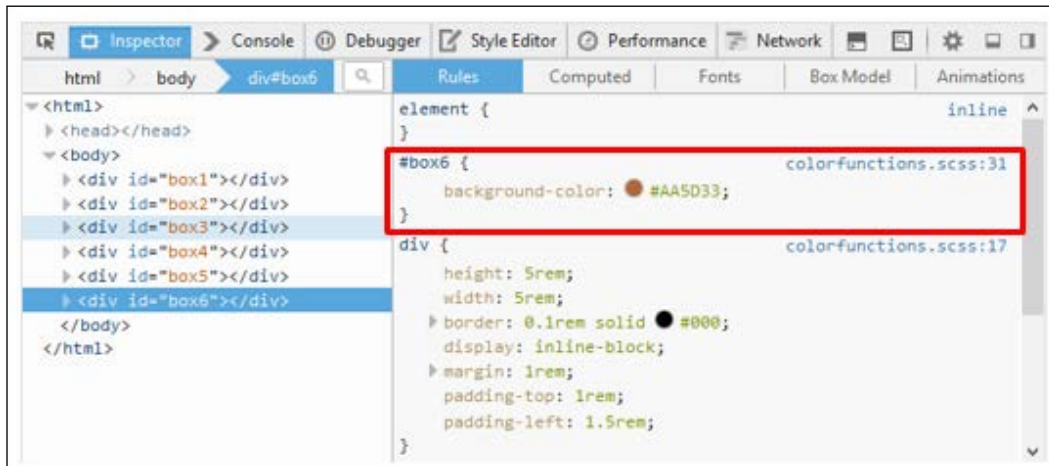 Inspector Console Debugger Style Editor Performance Network
html body div#box6 Rules Computed Fonts Box Model Animations
<html>
<head></head>
<body>
<div id="box1"></div>
<div id="box2"></div>
<div id="box3"></div>
<div id="box4"></div>
<div id="box5"></div>
<div id="box6"></div>
</body>
</html>
element { inline
}
#box6 { colorfunctions.scss:31
background-color: #AA5D33;
}
div { colorfunctions.scss:17
height: 5rem;
width: 5rem;
border: 0.1rem solid #000;
display: inline-block;
margin: 1rem;
padding-top: 1rem;
padding-left: 1.5rem;
}